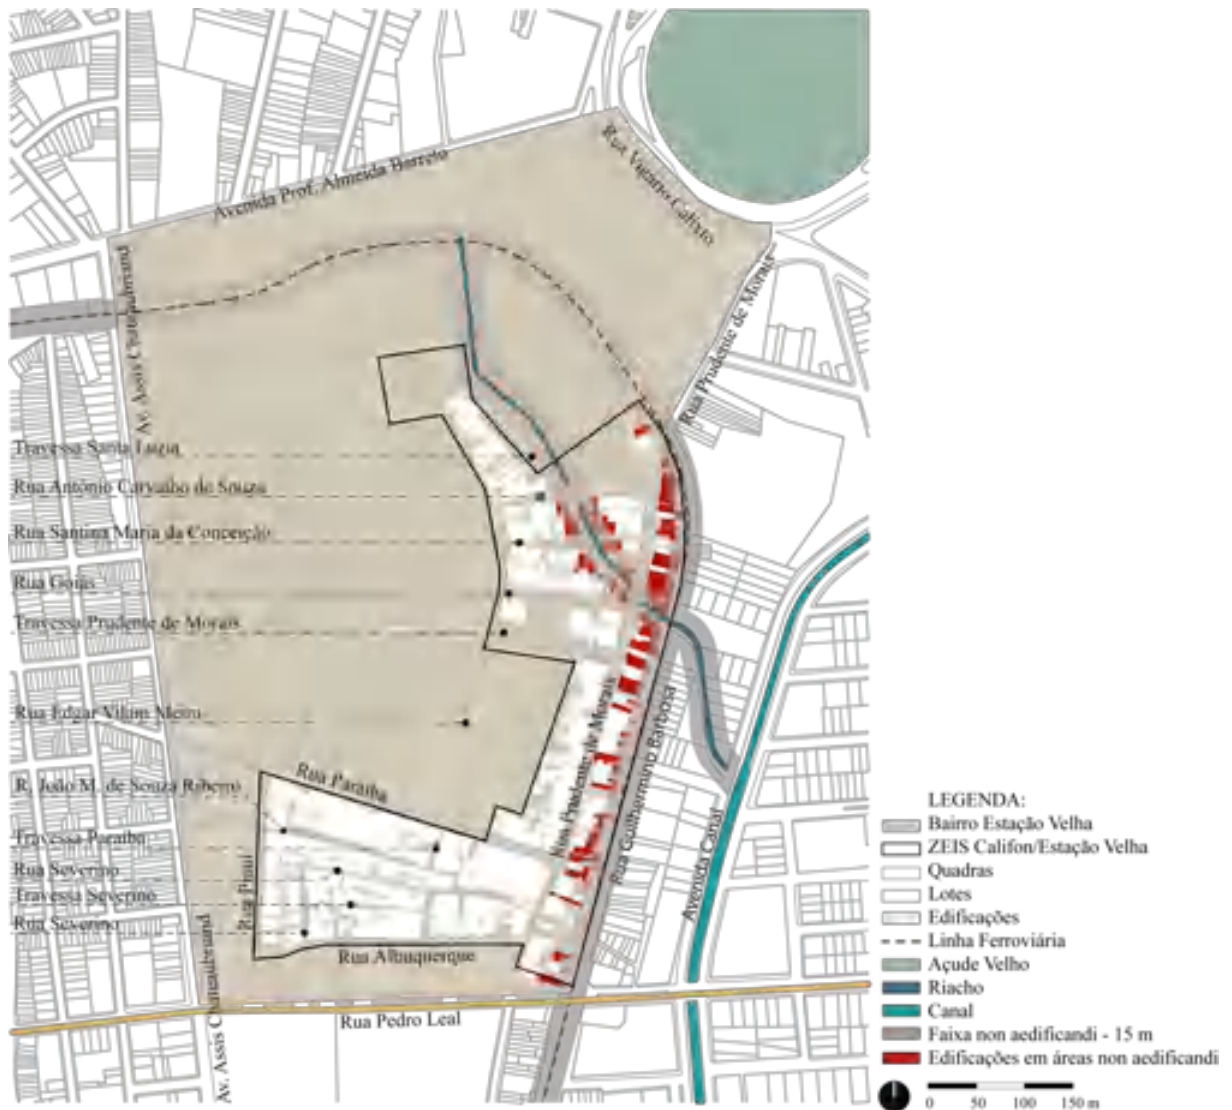 Avenida Prof. Almeida Barreto
Rua Vigário Calixto
Av. Assis Chateaubriand
Rua Prudente de Morais
Travessa Santa Luzia
Rua Antônio Carvalho de Souza
Rua Santina Maria da Conceição
Rua Goiás
Travessa Prudente de Morais
Rua Edgar Vilim Meira
R. João M. de Souza Ribeiro
Rua Paraíba
Travessa Paraíba
Rua Severino
Travessa Severino
Rua Severino
Rua Piauí
Rua Albuquerque
Rua Prudente de Morais
Rua Guilhermino Barbosa
Avenida Canal
Av. Assis Chateaubriand
Rua Pedro Leal
LEGENDA:
Bairro Estação Velha
ZEIS Califon/Estação Velha
Quadras
Lotes
Edificações
Linha Ferroviária
Açude Velho
Riacho
Canal
Faixa non aedificandi - 15 m
Edificações em áreas non aedificandi
0 50 100 150 m